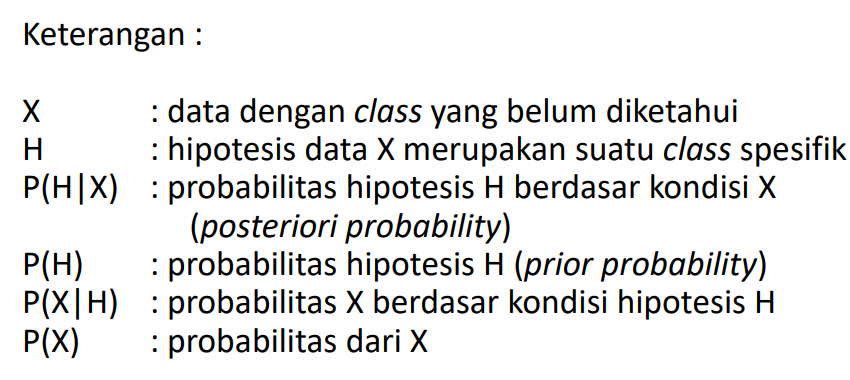 Keterangan :
X : data dengan class yang belum diketahui
H : hipotesis data X merupakan suatu class spesifik
P(H|X) : probabilitas hipotesis H berdasar kondisi X
(posteriori probability)
P(H) : probabilitas hipotesis H (prior probability)
P(X|H) : probabilitas X berdasar kondisi hipotesis H
P(X) : probabilitas dari X